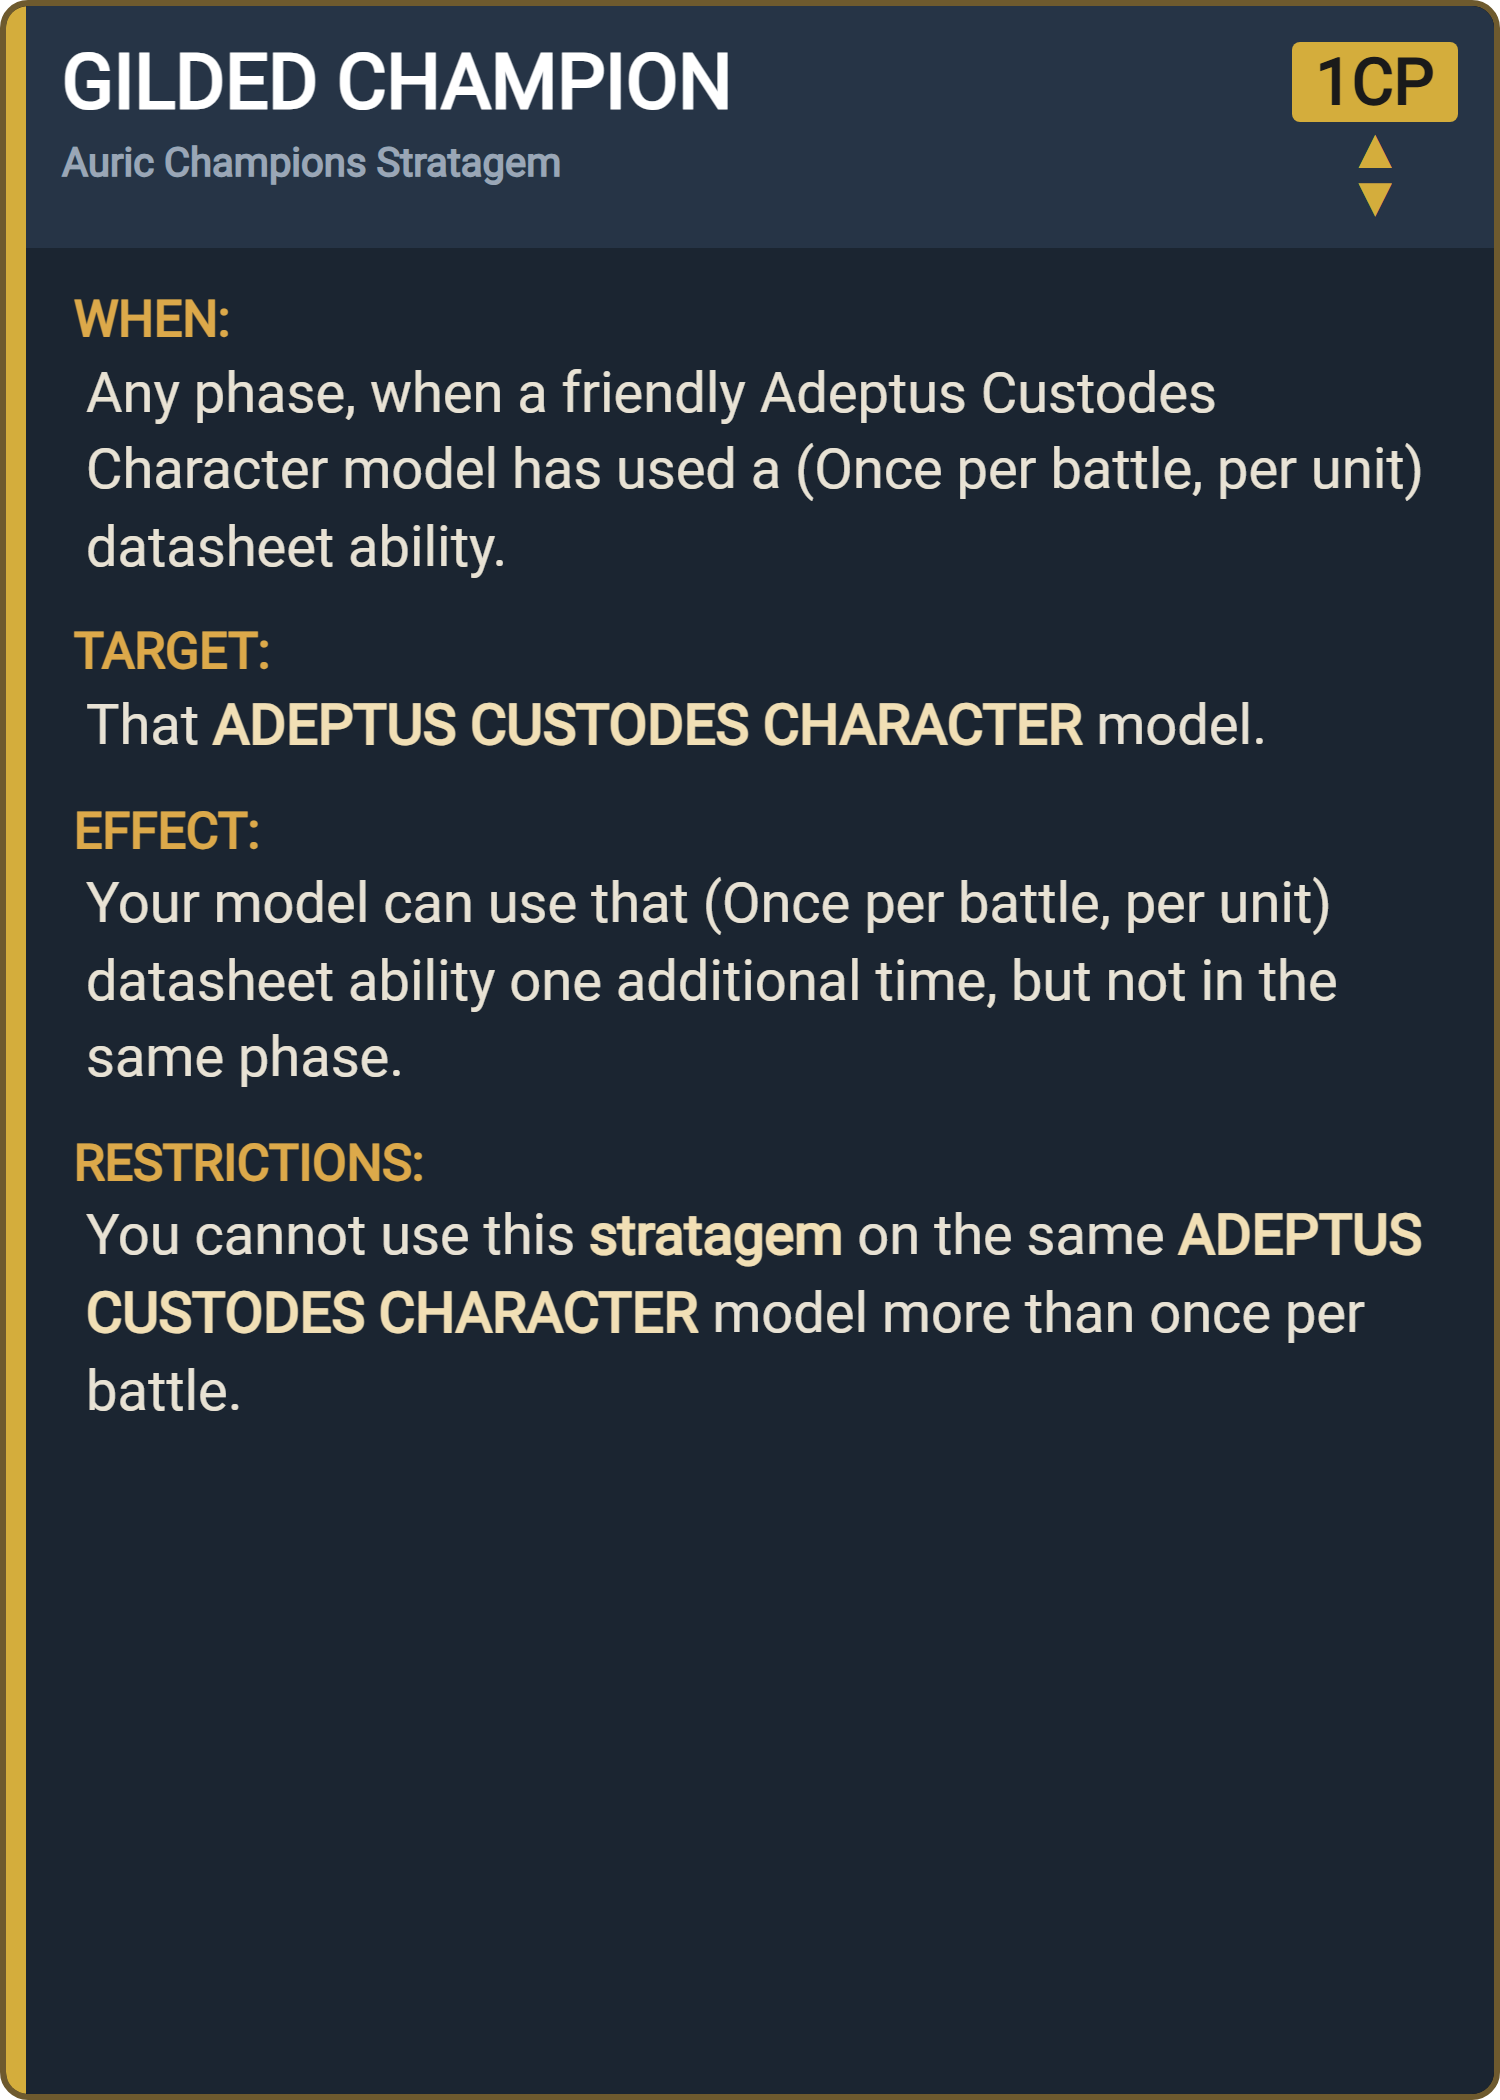 GILDED CHAMPION
1CP
Auric Champions Stratagem
WHEN:
Any phase, when a friendly Adeptus Custodes
Character model has used a (Once per battle, per unit)
datasheet ability.
TARGET:
That ADEPTUS CUSTODES CHARACTER model.
EFFECT:
Your model can use that (Once per battle, per unit)
datasheet ability one additional time, but not in the
same phase.
RESTRICTIONS:
You cannot use this stratagem on the same ADEPTUS
CUSTODES CHARACTER model more than once per
battle.